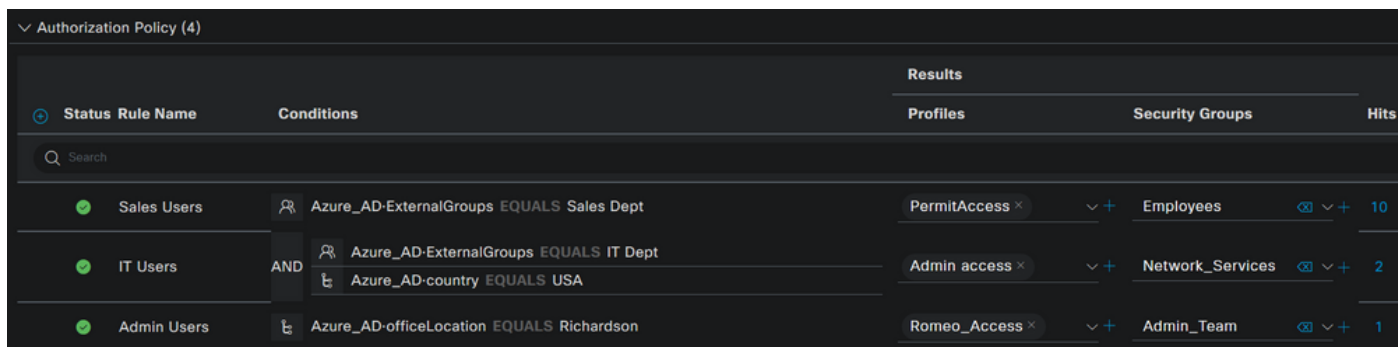 Authorization Policy (4)
Results
Status Rule Name Conditions Profiles Security Groups Hits
Search
Sales Users Azure_AD·ExternalGroups EQUALS Sales Dept PermitAccess Employees 10
Azure_AD·ExternalGroups EQUALS IT Dept
IT Users AND Admin access Network_Services 2
Azure_AD·country EQUALS USA
Admin Users Azure_AD·officeLocation EQUALS Richardson Romeo_Access Admin_Team 1